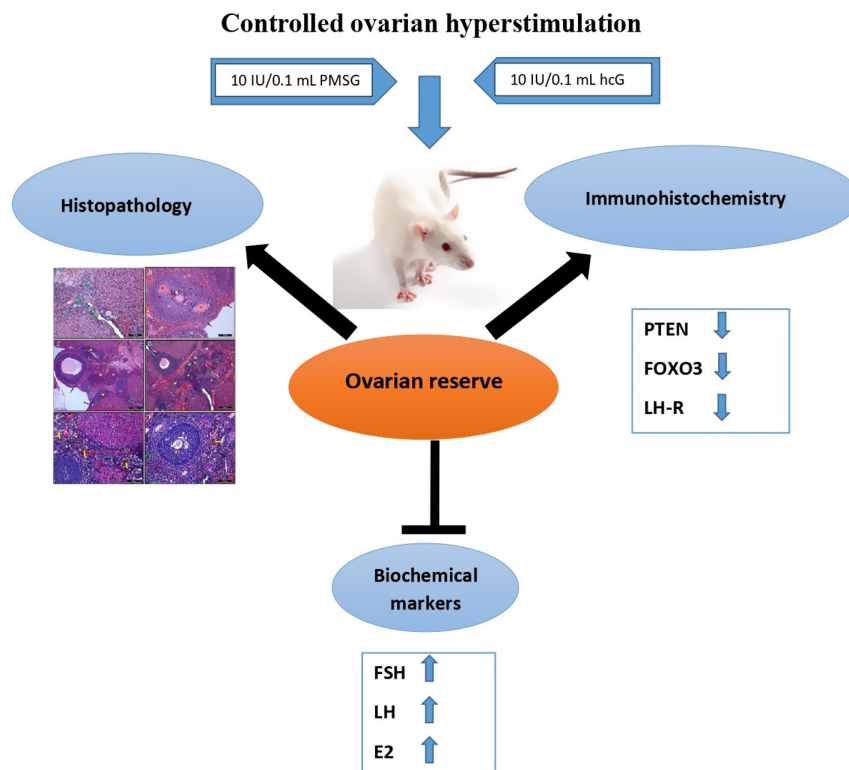 Controlled ovarian hyperstimulation
10 IU/0.1 mL PMSG
10 IU/0.1 mL hcG
Histopathology
Immunohistochemistry
PTEN
FOXO3
LH-R
Ovarian reserve
Biochemical
markers
FSH
LH
E2